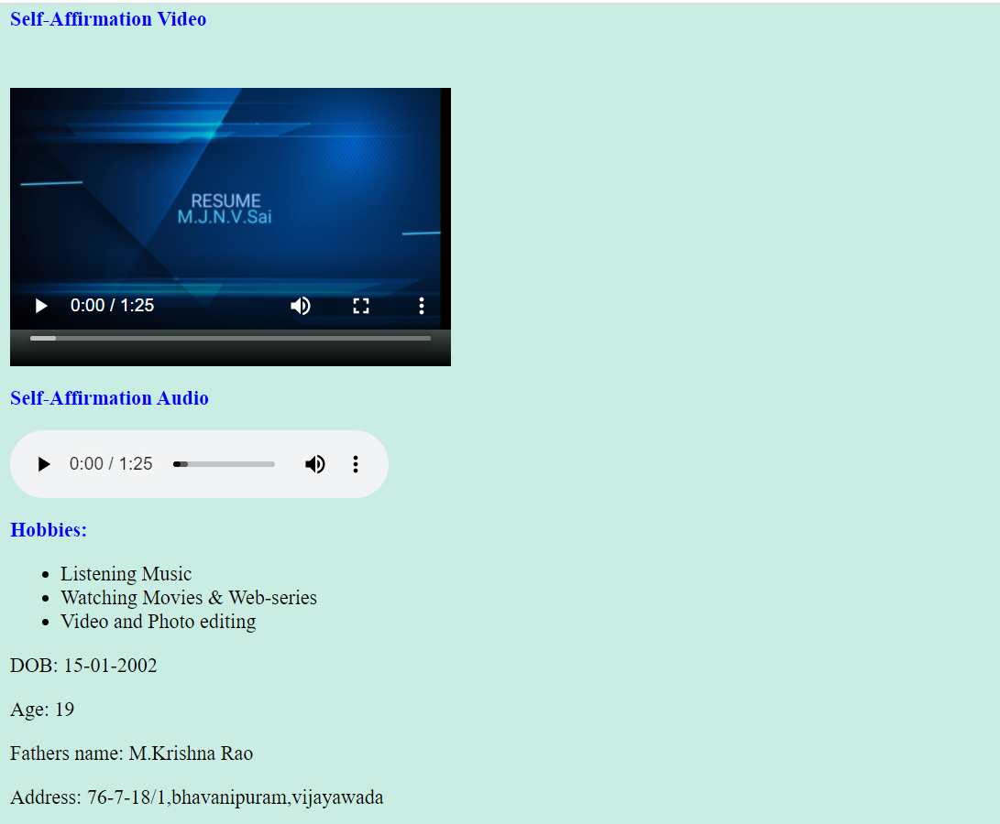 Self-Affirmation Video
RESUME
M.J.N.V.Sai
0:00 / 1:25
Self-Affirmation Audio
0:00 / 1:25
Hobbies:
Listening Music
Watching Movies & Web-series
Video and Photo editing
DOB: 15-01-2002
Age: 19
Fathers name: M.Krishna Rao
Address: 76-7-18/1,bhavanipuram,vijayawada